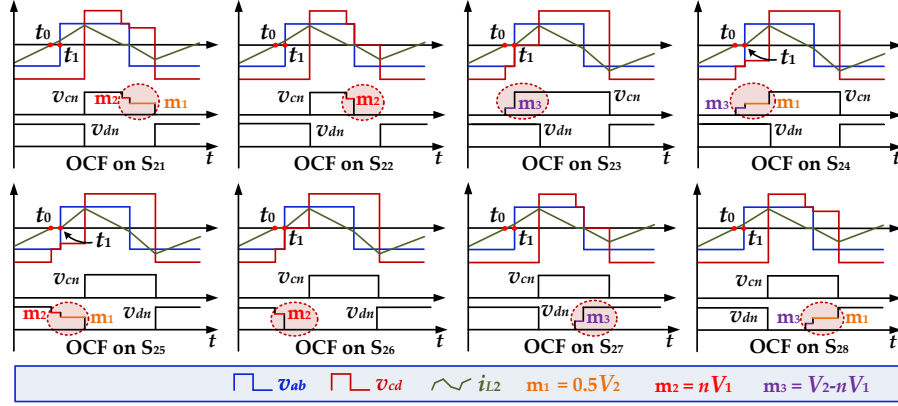 t0 t1
vcn m2 m1
vdn
OCF on S21
t0 t1
vcn m2
vdn
OCF on S22
t0 t1
m3 vcn
vdn
OCF on S23 t
t0 t1
vcn
m3 m1
vdn
OCF on S24 t
t0 t1
vcn
m2 m1 vdn
OCF on S25
t0 t1
vcn
m2 vdn
OCF on S26
t0 t1
vcn
vdn m3
OCF on S27 t
t0 t1
vcn
vdn m3 m1
OCF on S28 t
vab vcd iL2 m1 = 0.5V2 m2 = nV1 m3 = V2-nV1